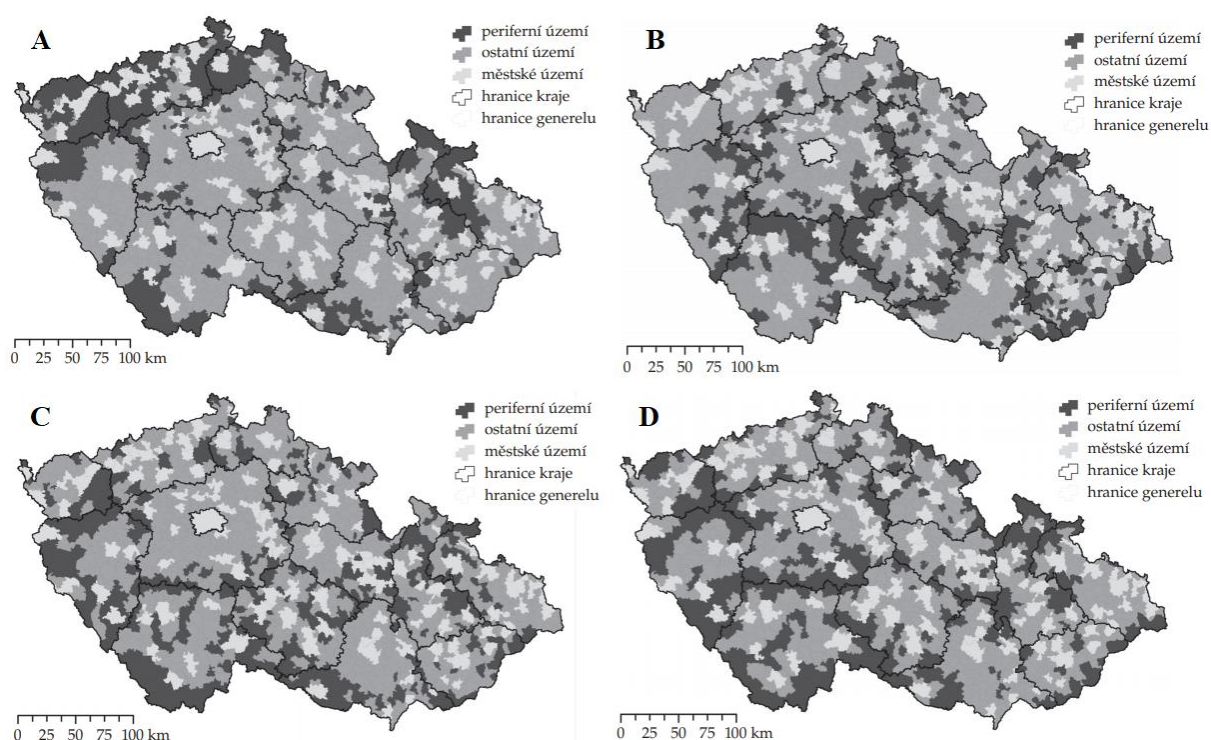 A
periferní území
ostatní území
městské území
hranice kraje
hranice generelu
0 25 50 75 100 km
B
periferní území
ostatní území
městské území
hranice kraje
hranice generelu
0 25 50 75 100 km
C
periferní území
ostatní území
městské území
hranice kraje
hranice generelu
0 25 50 75 100 km
D
periferní území
ostatní území
městské území
hranice kraje
hranice generelu
0 25 50 75 100 km